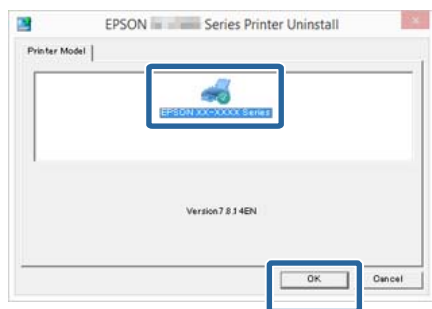 EPSON Series Printer Uninstall
Printer Model
EPSON XX-XXXX Series
Version7.8.14EN
OK
Cancel